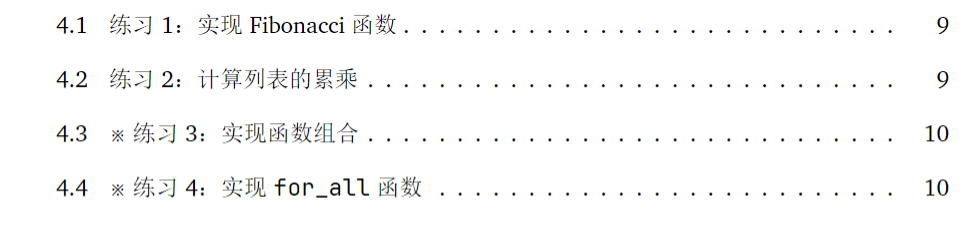 4.1 练习 1：实现 Fibonacci 函数 . . . . . . . . . . . . . . . . . . . . . . . . . . . 9
4.2 练习 2：计算列表的累乘 . . . . . . . . . . . . . . . . . . . . . . . . . . . . . 9
4.3 ※ 练习 3：实现函数组合 . . . . . . . . . . . . . . . . . . . . . . . . . . . . . 10
4.4 ※ 练习 4：实现 for_all 函数 . . . . . . . . . . . . . . . . . . . . . . . . . 10